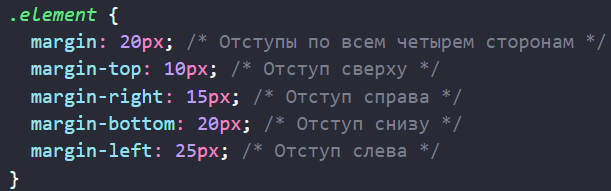 .element {
margin: 20px; /* Отступы по всем четырем сторонам */
margin-top: 10px; /* Отступ сверху */
margin-right: 15px; /* Отступ справа */
margin-bottom: 20px; /* Отступ снизу */
margin-left: 25px; /* Отступ слева */
}